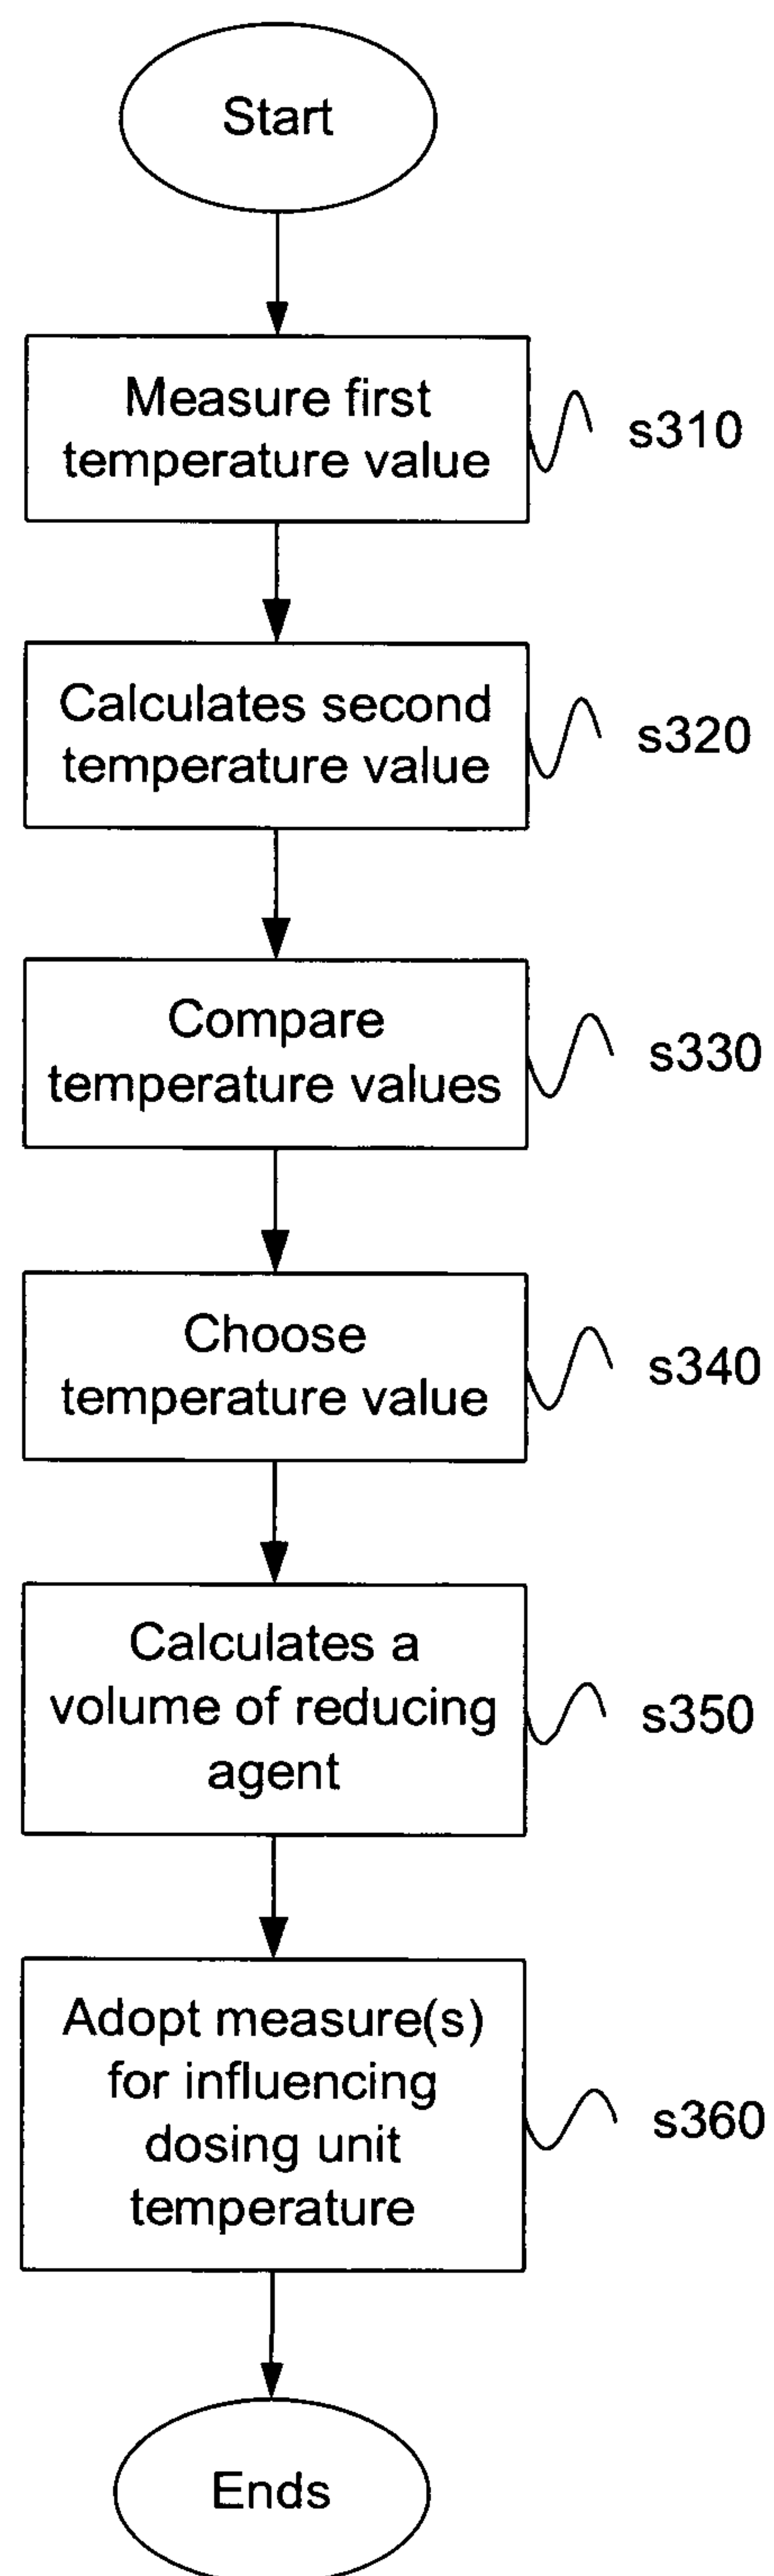 Start
Measure first
temperature value
s310
Calculates second
temperature value
s320
Compare
temperature values
s330
Choose
temperature value
s340
Calculates a
volume of reducing
agent
s350
Adopt measure(s)
for influencing
dosing unit
temperature
s360
Ends